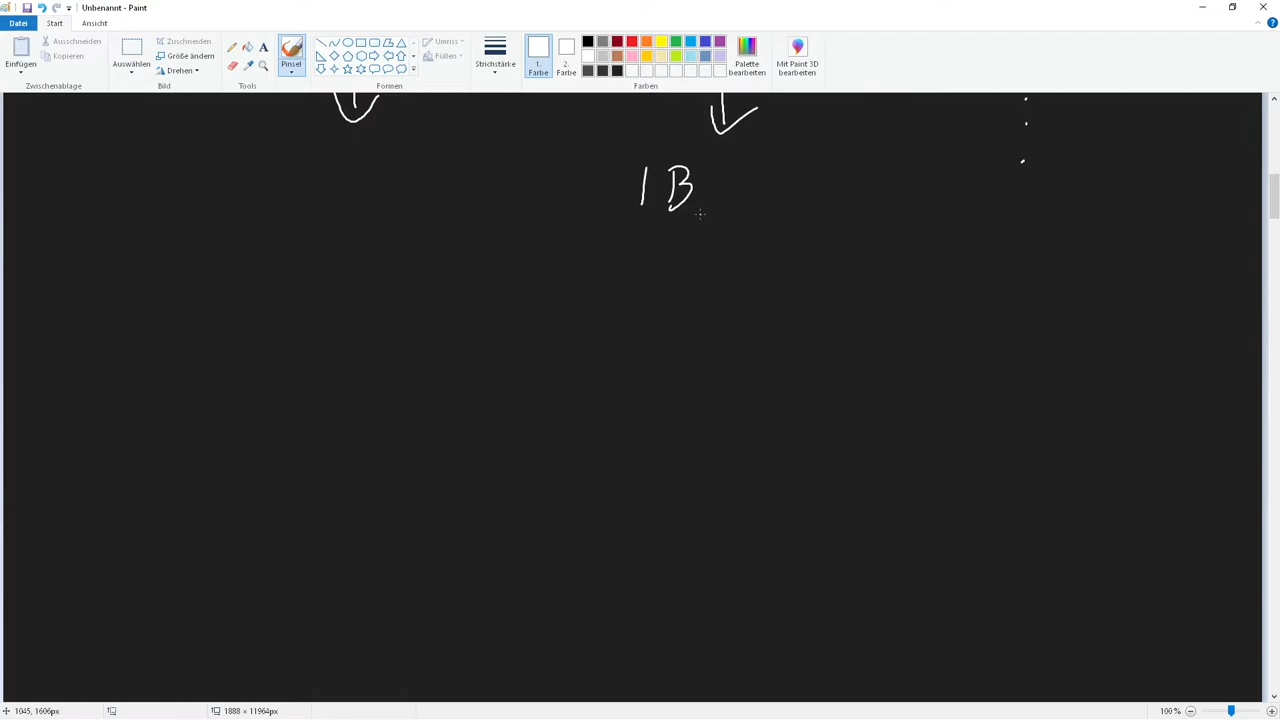 Unbenannt - Paint
Datei Start Ansicht
Einfügen
Ausschneiden
Kopieren
Zwischenablage
Auswählen
Zuschneiden
Größe ändern
Drehen
Bild
A
Tools
Pinsel
Umriss
Füllen
Formen
Strichstärke
1. Farbe
2. Farbe
Palette bearbeiten
Farben
Mit Paint 3D bearbeiten
1 B
1045, 1606px
1888 × 11964px
100 %